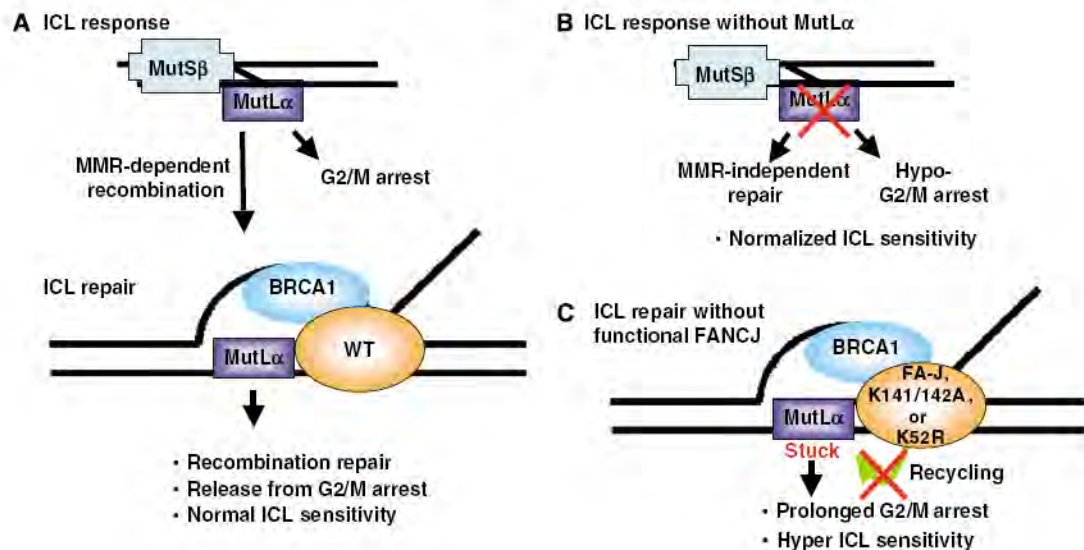 A ICL response
MutSβ
MutLα
MMR-dependent
recombination
G2/M arrest
ICL repair
BRCA1
MutLα
WT
· Recombination repair
· Release from G2/M arrest
· Normal ICL sensitivity
B ICL response without MutLα
MutSβ
MutLα
MMR-independent
repair
Hypo-
G2/M arrest
· Normalized ICL sensitivity
C ICL repair without
functional FANCJ
BRCA1
FA-J,
K141/142A,
or
K52R
MutLα
Stuck
Recycling
· Prolonged G2/M arrest
· Hyper ICL sensitivity